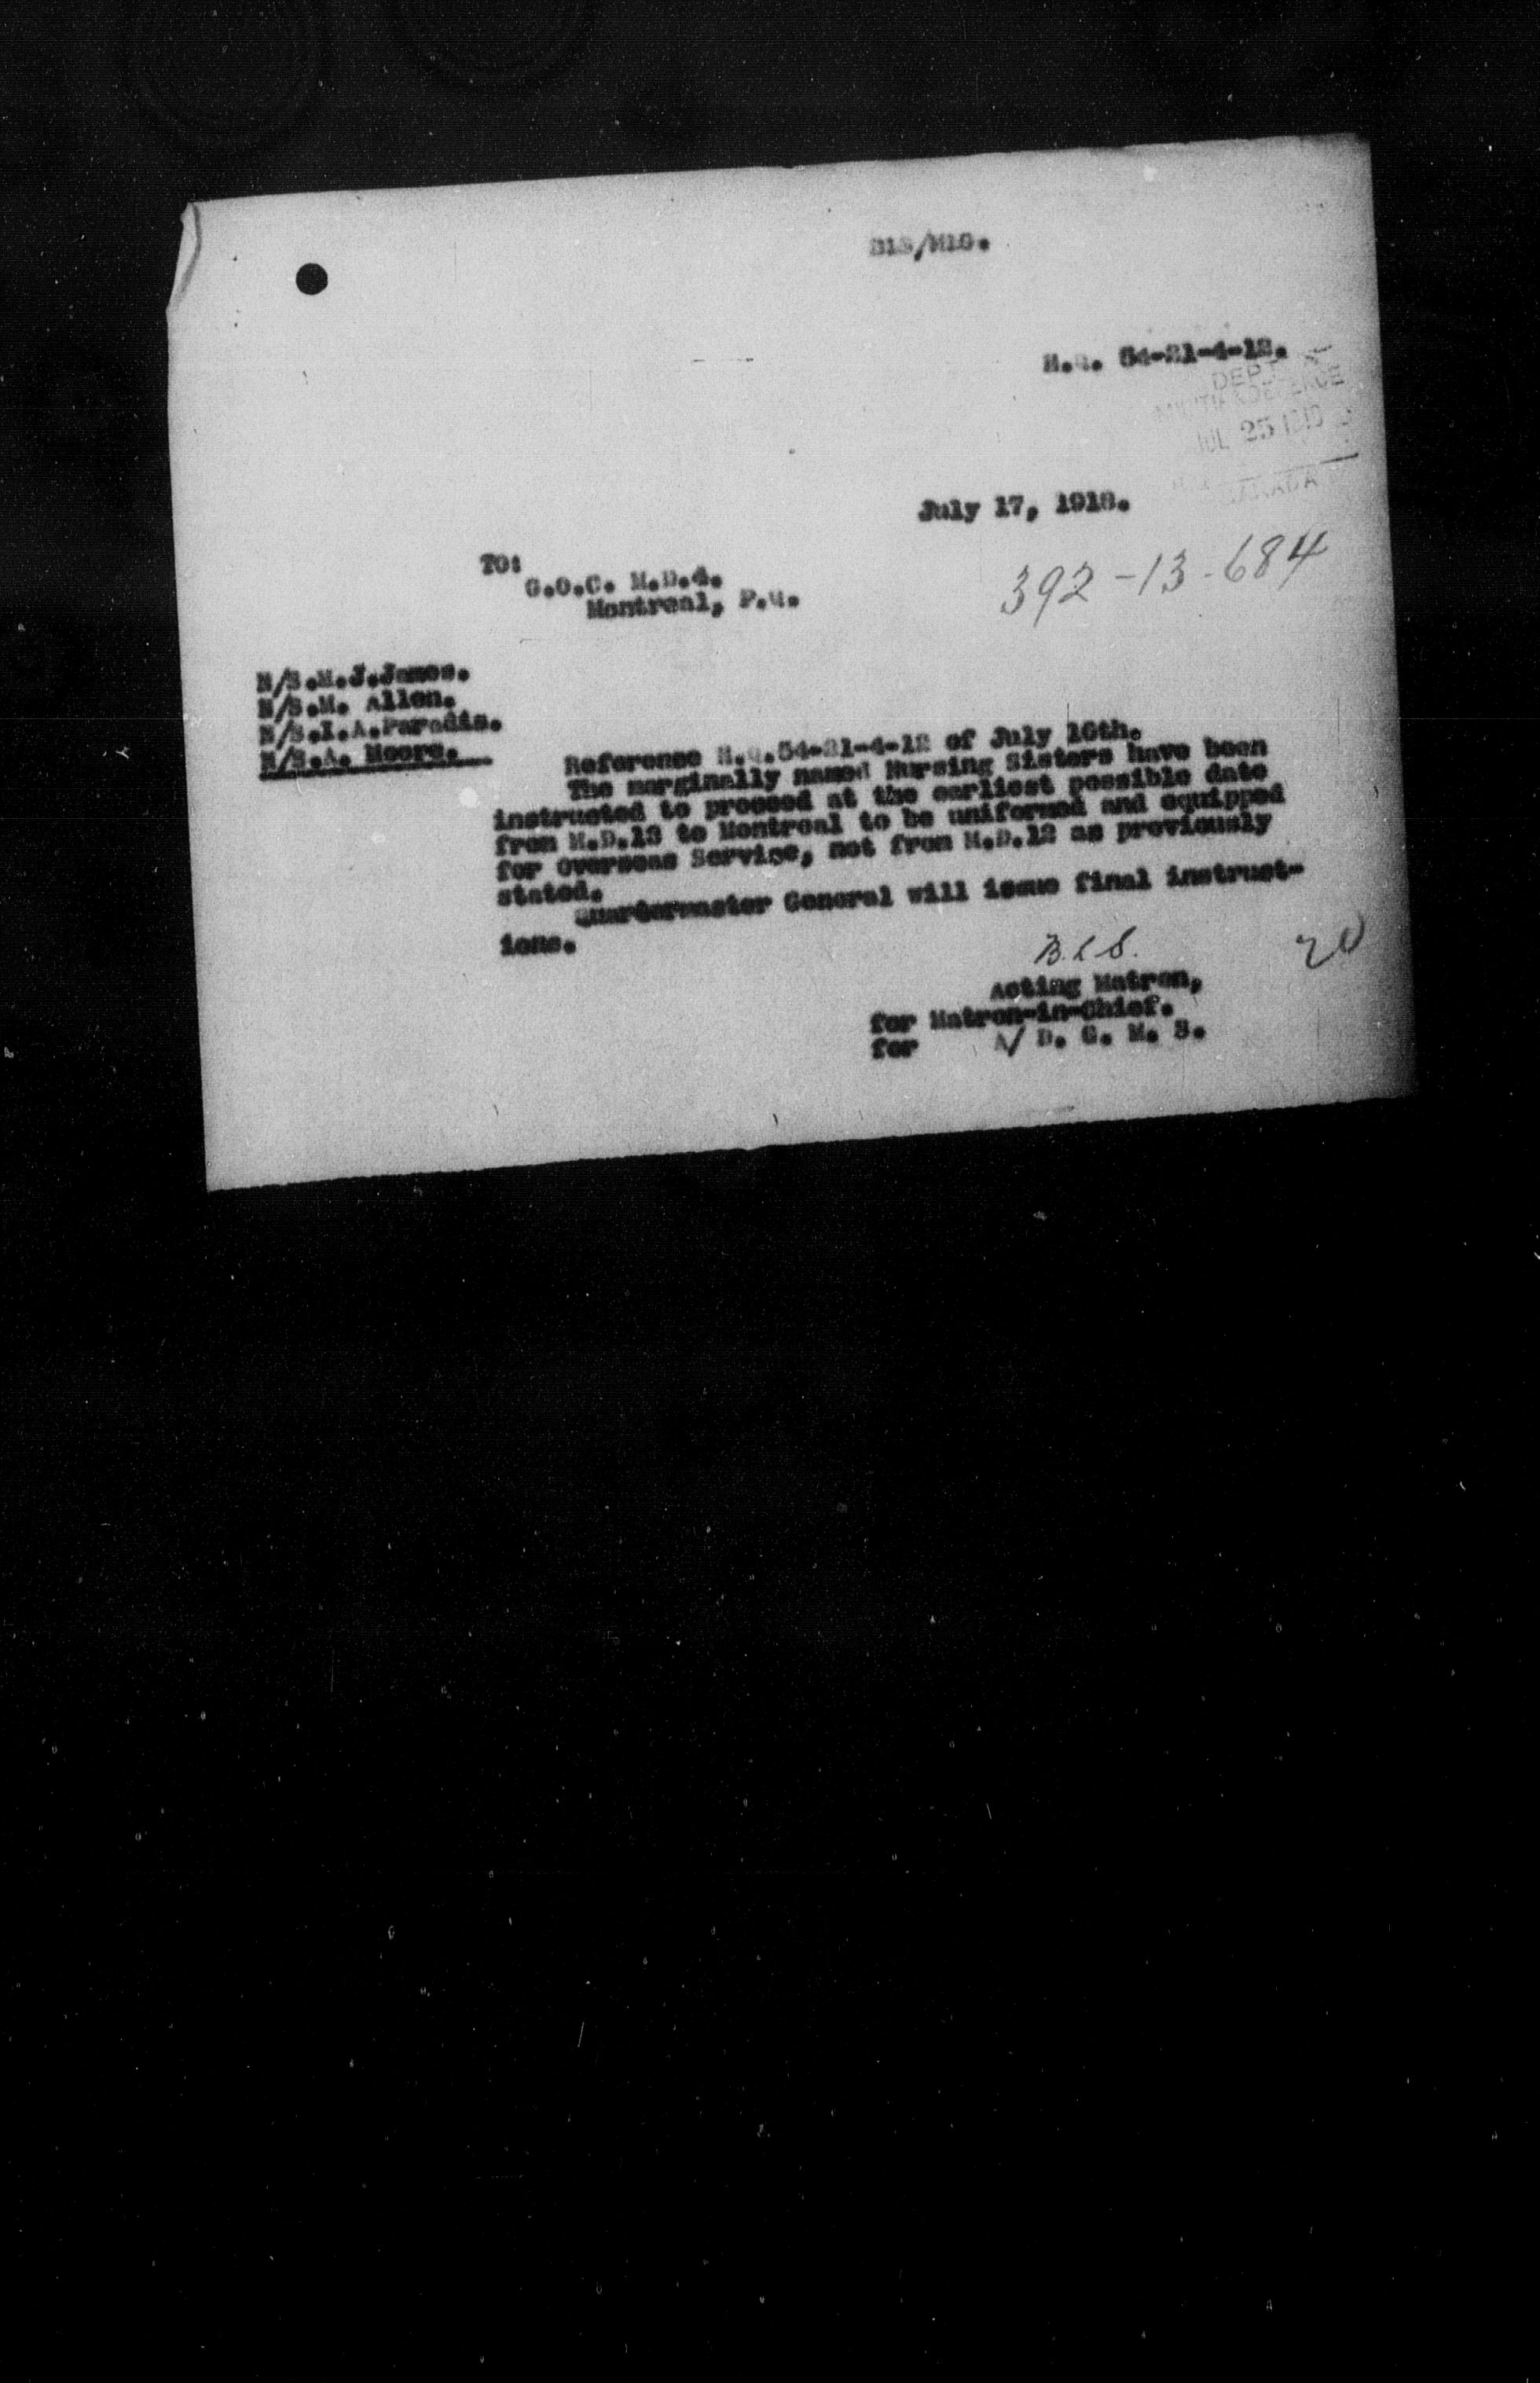 H.Q. 54-21-4-12.
DEPT
JUL 25
CANADA
July 17, 1918.
392-13-684
TO:
G.O.C. M.D.4.
Montreal, P.Q.
N/S.M.J.James.
N/S.M. Allen.
N/S.I.A.Paradis.
N/S.A. Moore.
Reference H.Q.54-21-4-12 of July 16th.
The marginally named Nursing Sisters have been
instructed to proceed at the earliest possible date
from M.D.13 to Montreal to be uniformed and equipped
for Overseas Service, not from M.D.12 as previously
stated.
Quartermaster General will issue final instruct-
ions.
B.L.S.
20
Acting Matron,
for Matron-in-Chief.
for A/ D. G. M. S.